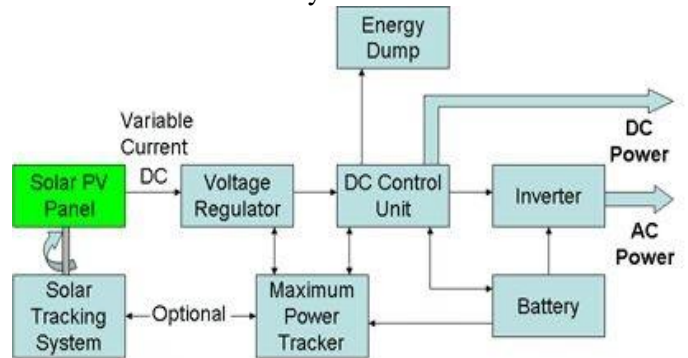 y
Energy
Dump
Variable
Current
DC
DC
Power
Solar PV
Panel
Voltage
Regulator
DC Control
Unit
Inverter
AC
Power
Solar
Tracking
System
Optional
Maximum
Power
Tracker
Battery